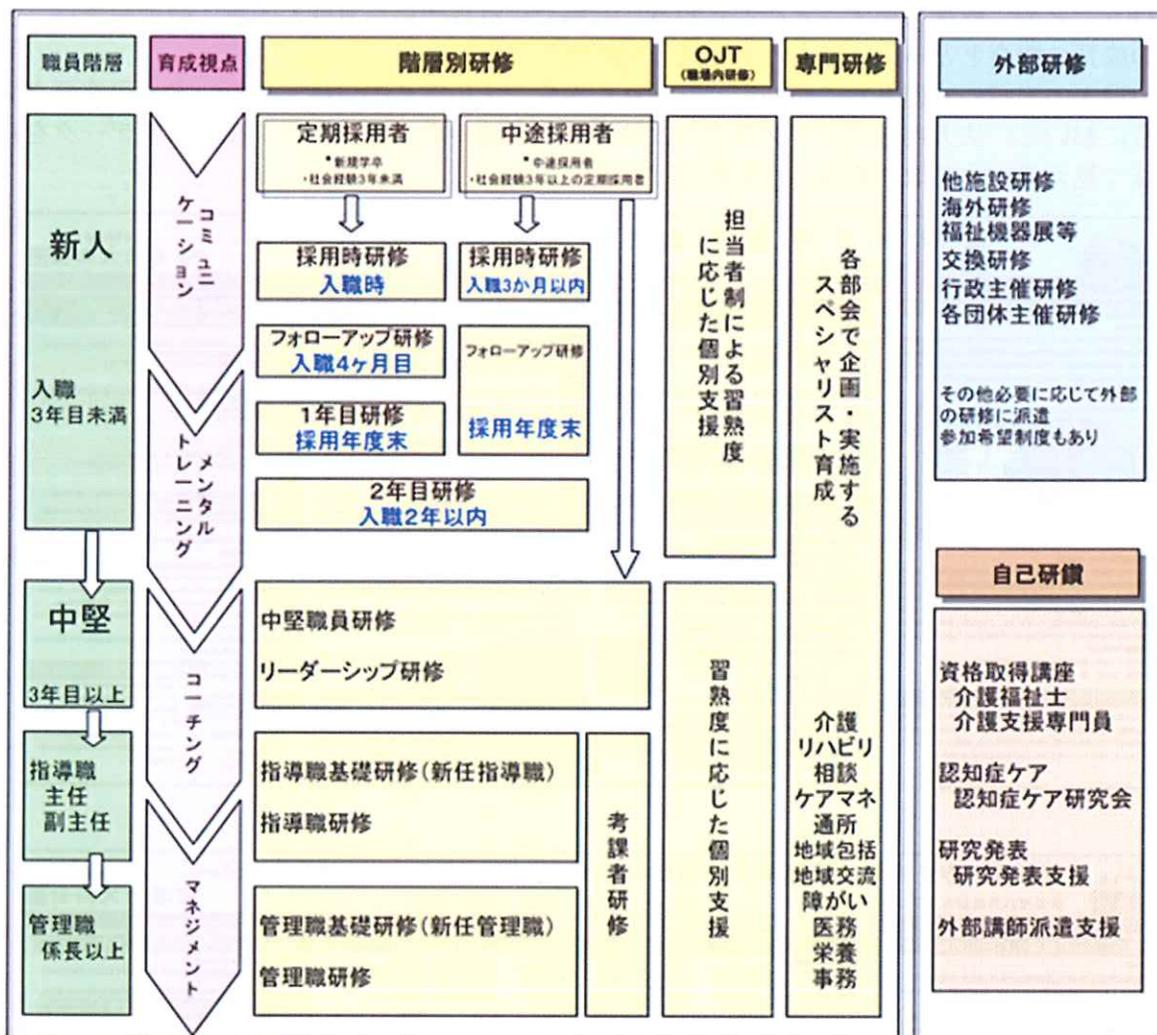 職員階層
育成視点
階層別研修
OJT
(職場内研修)
専門研修
外部研修
新人
入職
3年目未満
中堅
3年目以上
指導職
主任
副主任
管理職
係長以上
コミュニ
ケーション
メンタル
トレーニング
コーチング
マネジメント
定期採用者
*新規学卒
・社会経験3年未満
中途採用者
*中途採用者
・社会経験3年以上の定期採用者
採用時研修
入職時
採用時研修
入職3か月以内
フォローアップ研修
入職4ヶ月目
フォローアップ研修
採用年度末
1年目研修
採用年度末
2年目研修
入職2年以内
中堅職員研修
リーダーシップ研修
指導職基礎研修(新任指導職)
指導職研修
管理職基礎研修(新任管理職)
管理職研修
考課者研修
担当者制による習熟度
に応じた個別支援
習熟度に応じた個別支援
各部会で企画・実施する
スペシャリスト育成
介護
リハビリ
相談
ケアマネ
通所
地域包括
地域交流
障がい
医務
栄養
事務
他施設研修
海外研修
福祉機器展等
交換研修
行政主催研修
各団体主催研修
その他必要に応じて外部
の研修に派遣
参加希望制度もあり
自己研鑽
資格取得講座
介護福祉士
介護支援専門員
認知症ケア
認知症ケア研究会
研究発表
研究発表支援
外部講師派遣支援